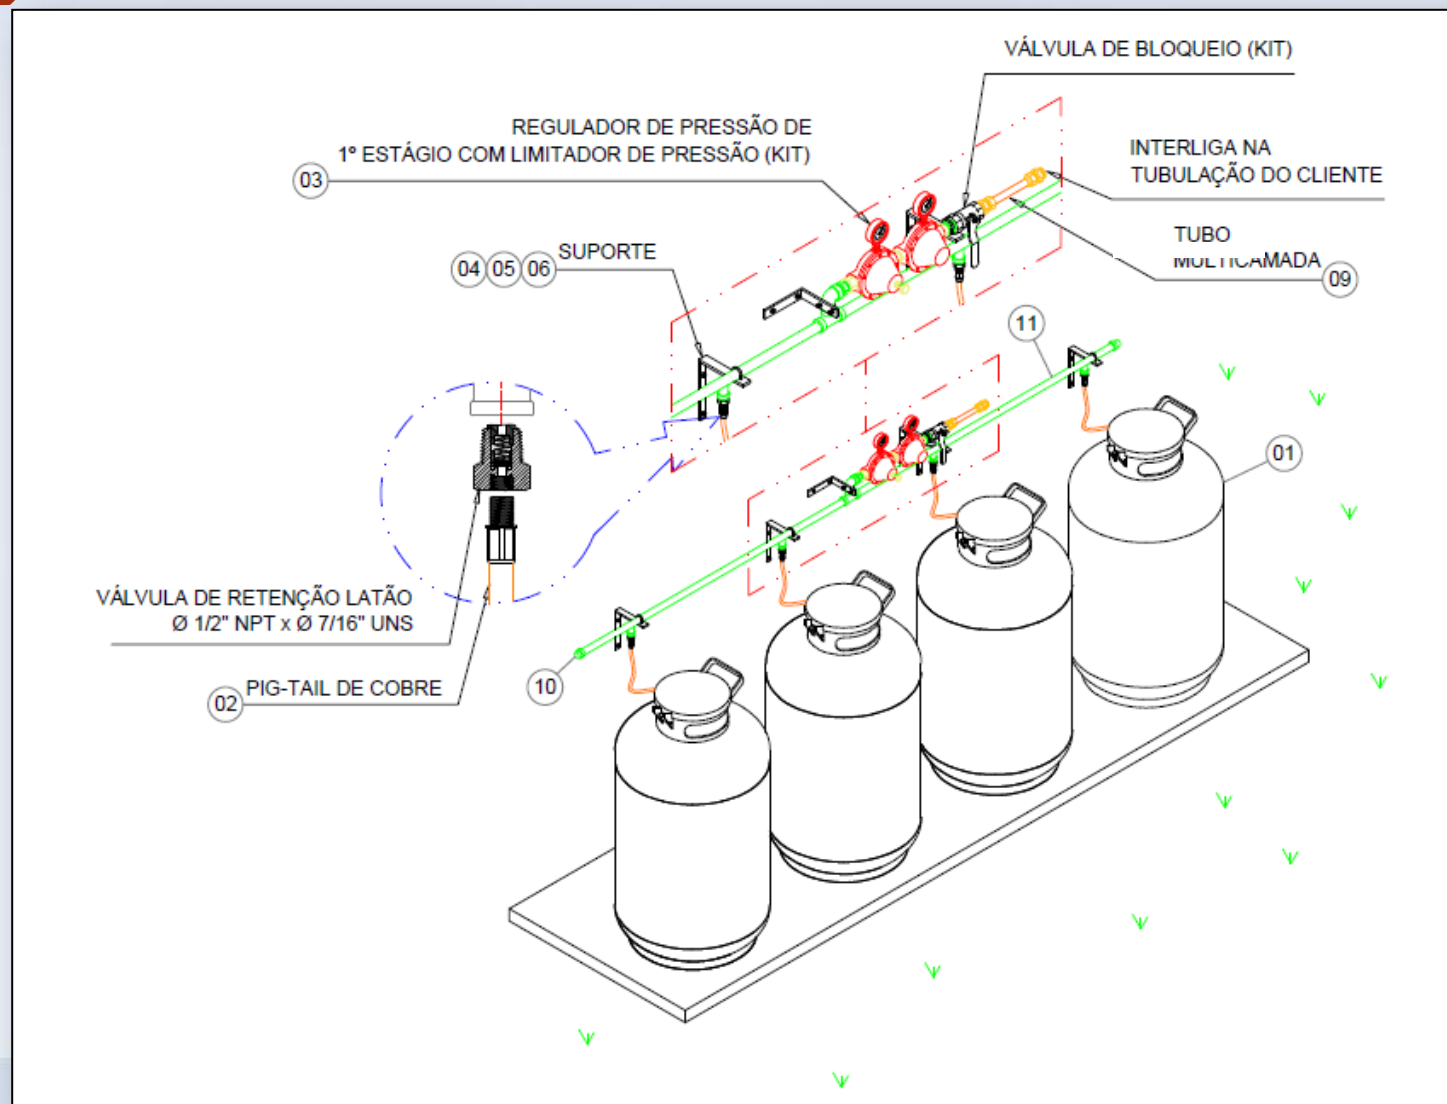 VÁLVULA DE BLOQUEIO (KIT)
REGULADOR DE PRESSÃO DE
1º ESTÁGIO COM LIMITADOR DE PRESSÃO (KIT)
03
INTERLIGA NA
TUBULAÇÃO DO CLIENTE
SUPORTE
04 05 06
TUBO
MULTICAMADA
09
11
01
VÁLVULA DE RETENÇÃO LATÃO
Ø 1/2" NPT x Ø 7/16" UNS
10
PIG-TAIL DE COBRE
02